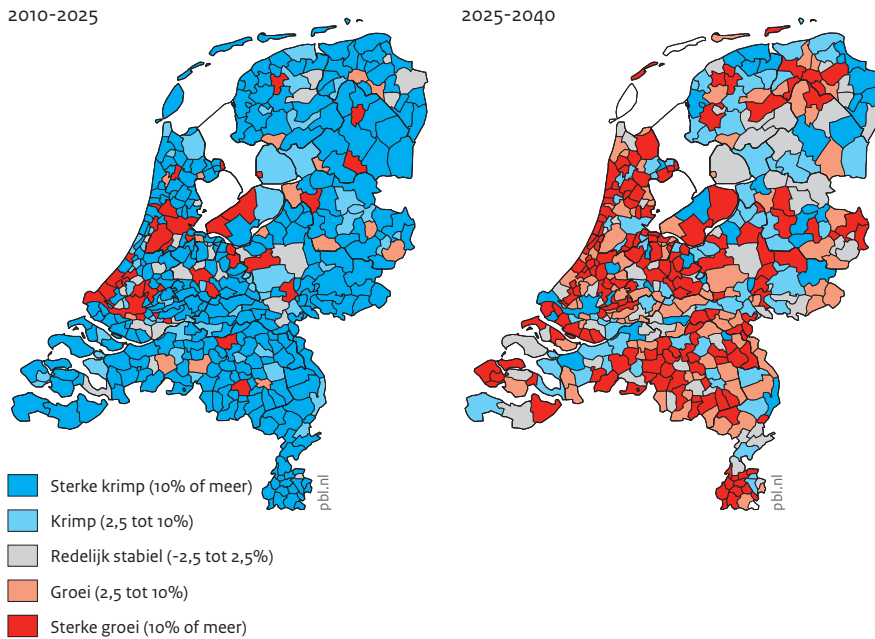 2010-2025
2025-2040
pbl.nl
pbl.nl
Sterke krimp (10% of meer)
Krimp (2,5 tot 10%)
Redelijk stabiel (-2,5 tot 2,5%)
Groei (2,5 tot 10%)
Sterke groei (10% of meer)